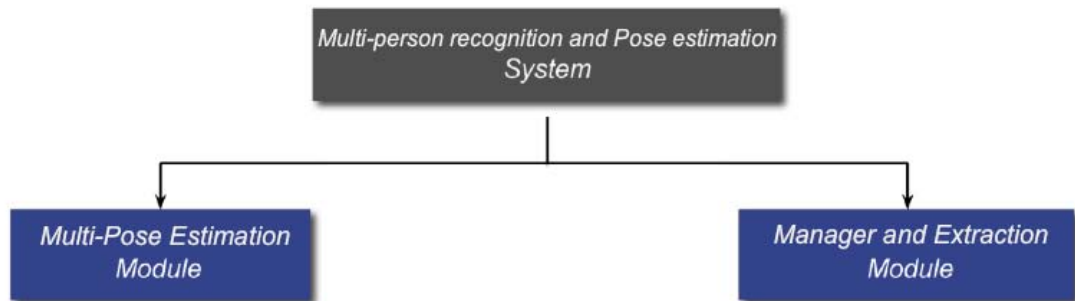 Multi-person recognition and Pose estimation
System
Multi-Pose Estimation
Module
Manager and Extraction
Module